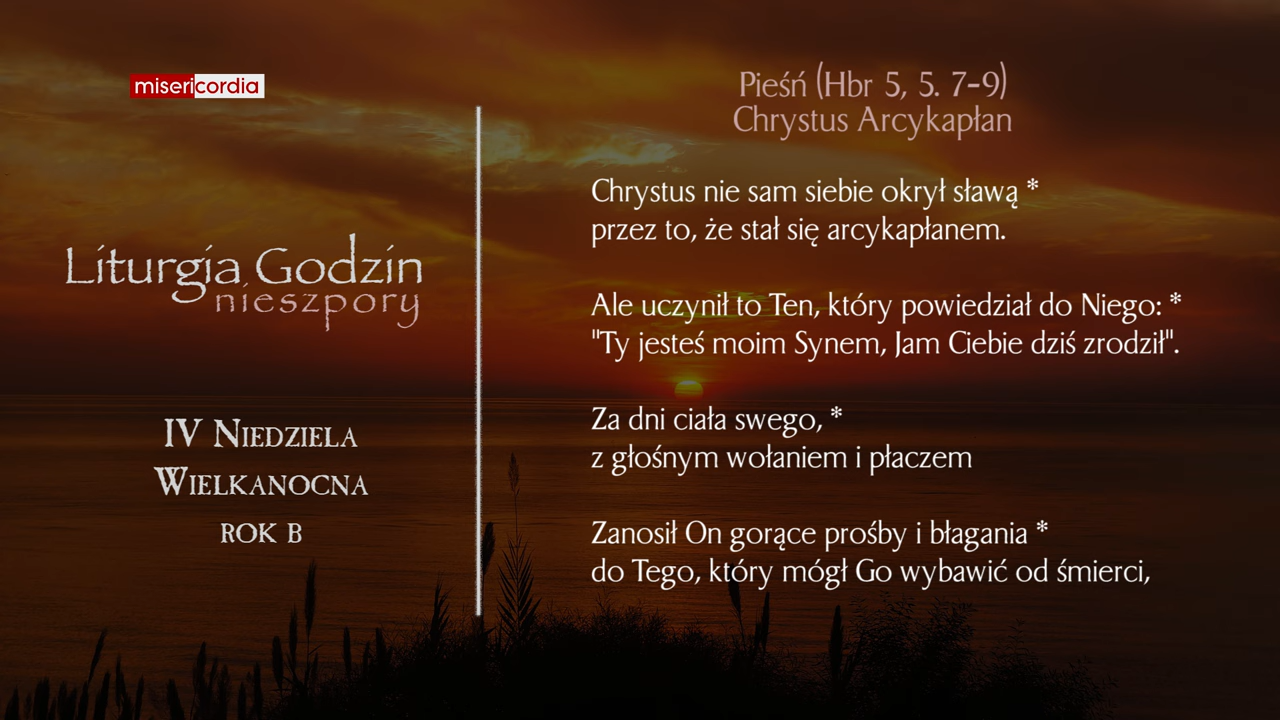 misericordia
Liturgia Godzin
nieszpory
IV Niedziela
Wielkanocna
rok B
Pieśń (Hbr 5, 5. 7-9)
Chrystus Arcykapłan
Chrystus nie sam siebie okrył sławą *
przez to, że stał się arcykapłanem.
Ale uczynił to Ten, który powiedział do Niego: *
"Ty jesteś moim Synem, Jam Ciebie dziś zrodził".
Za dni ciała swego, *
z głośnym wołaniem i płaczem
Zanosił On gorące prośby i błagania *
do Tego, który mógł Go wybawić od śmierci,